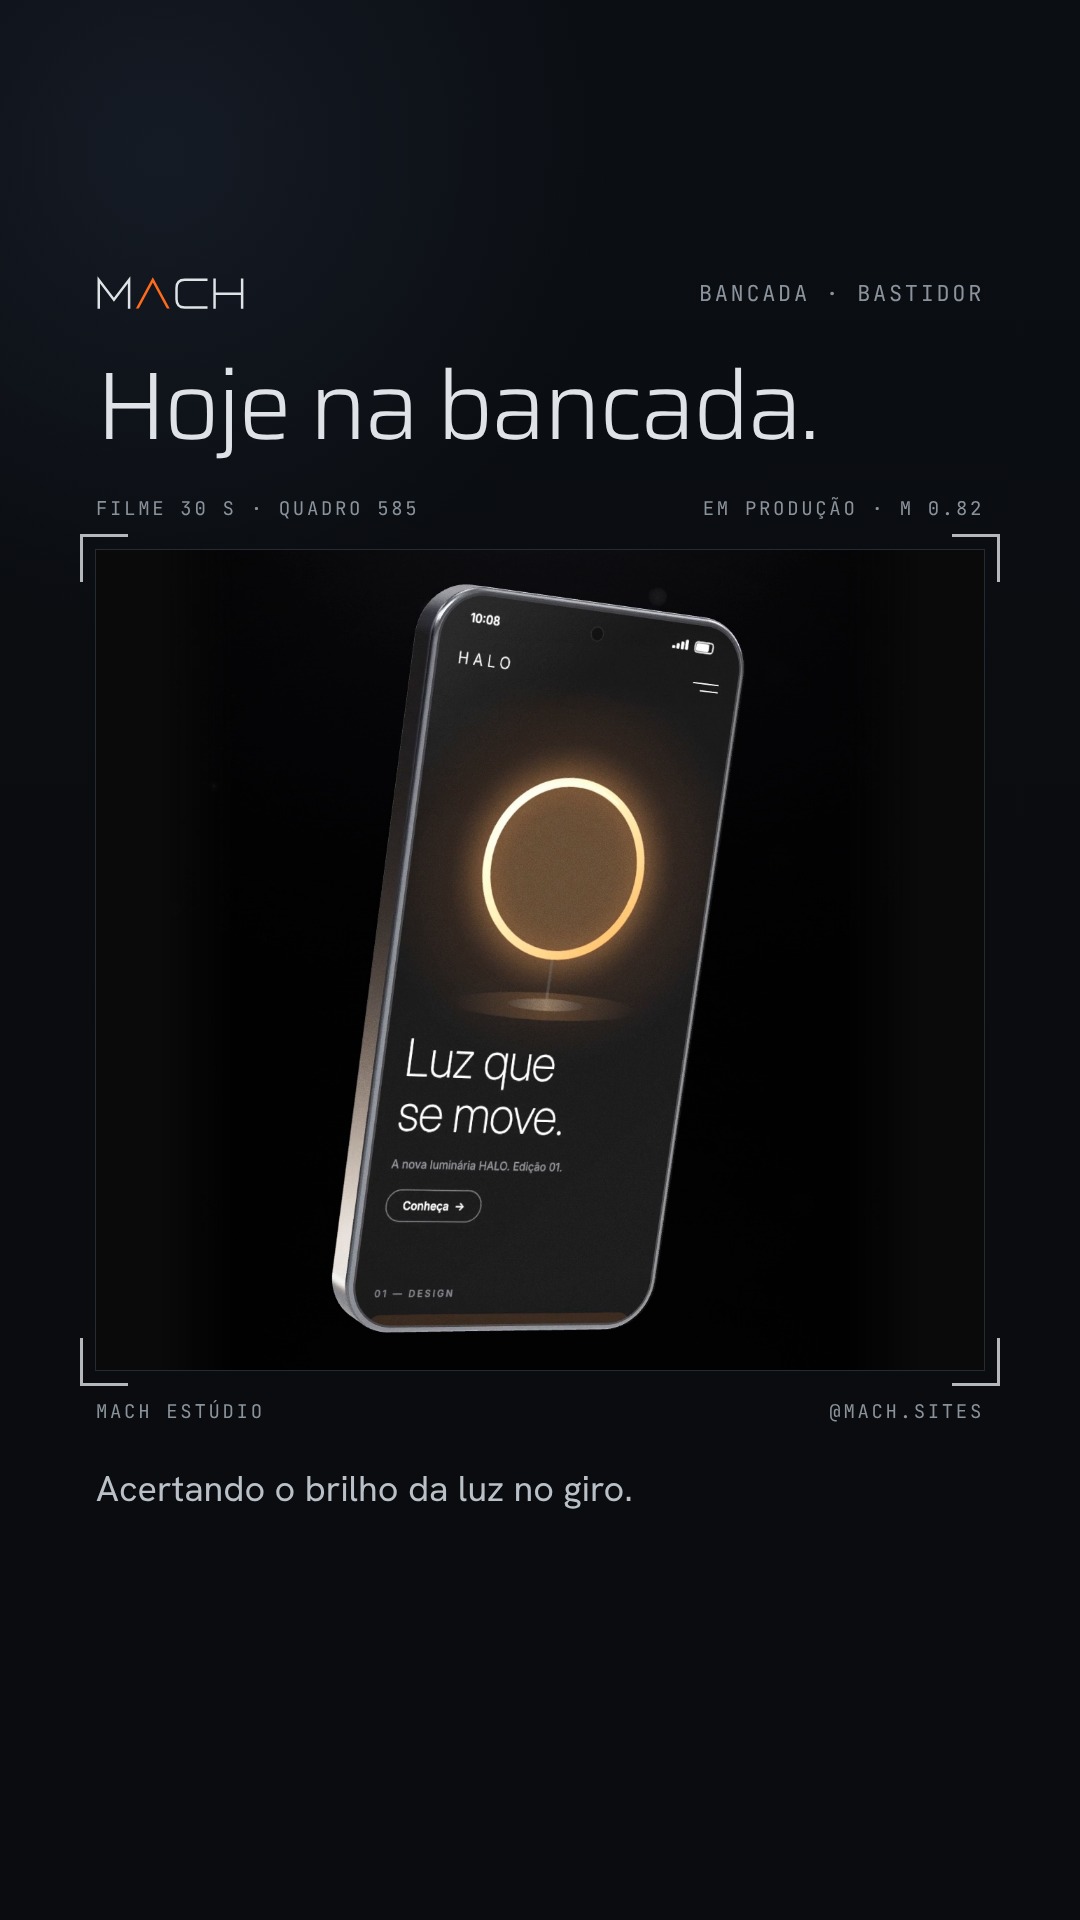 MACH
BANCADA · BASTIDOR
Hoje na bancada.
FILME 30 S · QUADRO 585
EM PRODUÇÃO · M 0.82
10:08
HALO
Luz que
se move.
A nova luminária HALO. Edição 01.
Conheça →
01 — DESIGN
MACH ESTÚDIO
@MACH.SITES
Acertando o brilho da luz no giro.